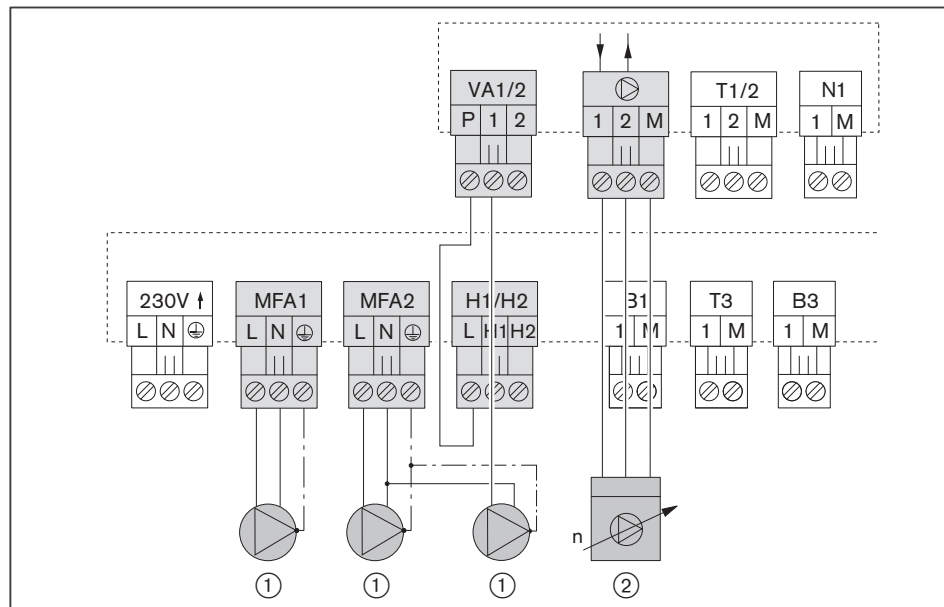 VA1/2 T1/2 N1
P 1 2 1 2 M 1 2 M 1 M
230V MFA1 MFA2 H1/H2 B1 T3 B3
L N L N L N L H1 H2 1 M 1 M 1 M
n
1 1 1 2